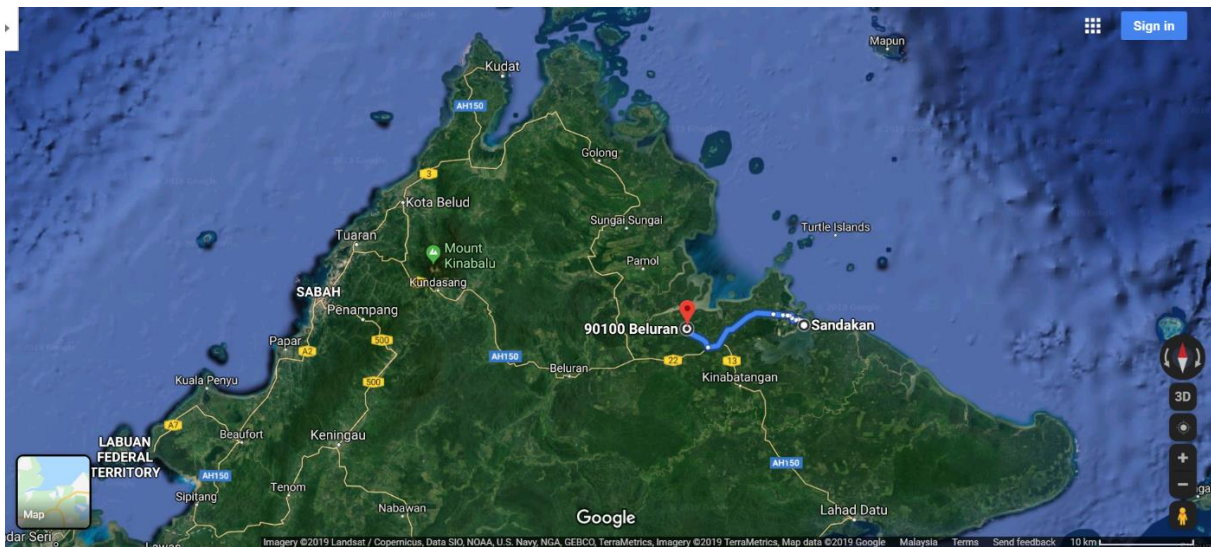 Sign in
Mapun
Kudat
AH150
Golong
3
Kota Belud
Sungai Sungai
Turtle Islands
Tuaran
Mount
Kinabalu
Pamol
Kundasang
SABAH
Penampang
90100 Beluran
Sandakan
500
Papar
A2
AH150
22
13
Beluran
Kinabatangan
Kuala Penyu
500
3D
A7
Beaufort
Keningau
LABUAN
FEDERAL
TERRITORY
AH150
AH150
Tenom
Sipitang
Nabawan
Map
Google
Lahad Datu
dar Seri
Lawas
Imagery ©2019 Landsat / Copernicus, Data SIO, NOAA, U.S. Navy, NGA, GEBCO, TerraMetrics, Imagery ©2019 TerraMetrics, Map data ©2019 Google Malaysia Terms Send feedback 10 km